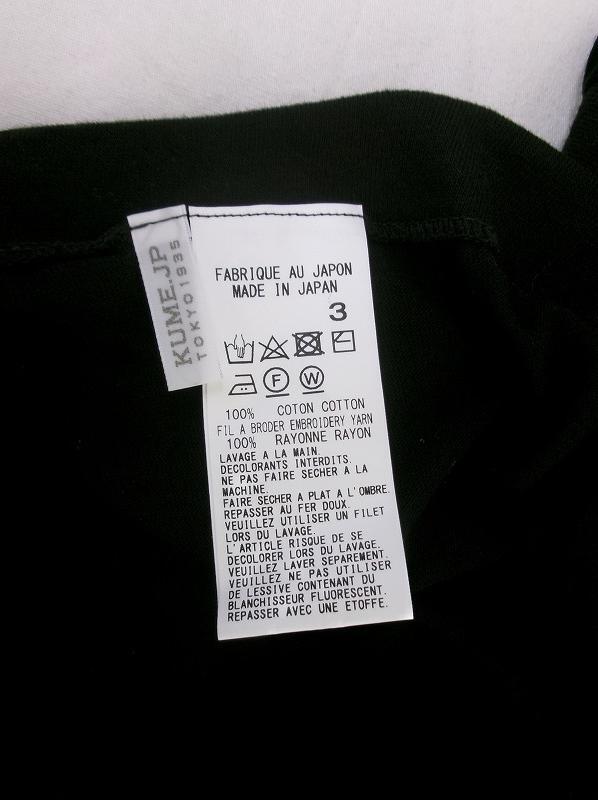 KUME.JP
TOKYO1935
FABRIQUE AU JAPON
MADE IN JAPAN
3
F W
100% COTON COTTON
FIL A BRODER EMBROIDERY YARN
100% RAYONNE RAYON
LAVAGE A LA MAIN.
DECOLORANTS INTERDITS.
NE PAS FAIRE SECHER A LA
MACHINE.
FAIRE SECHER A PLAT A L'OMBRE.
REPASSER AU FER DOUX.
VEUILLEZ UTILISER UN FILET
LORS DU LAVAGE.
L'ARTICLE RISQUE DE SE
DECOLORER LORS DU LAVAGE.
VEUILLEZ LAVER SEPAREMENT.
VEUILLEZ NE PAS UTILISER
DE LESSIVE CONTENANT DU
BLANCHISSEUR FLUORESCENT.
REPASSER AVEC UNE ETOFFE.